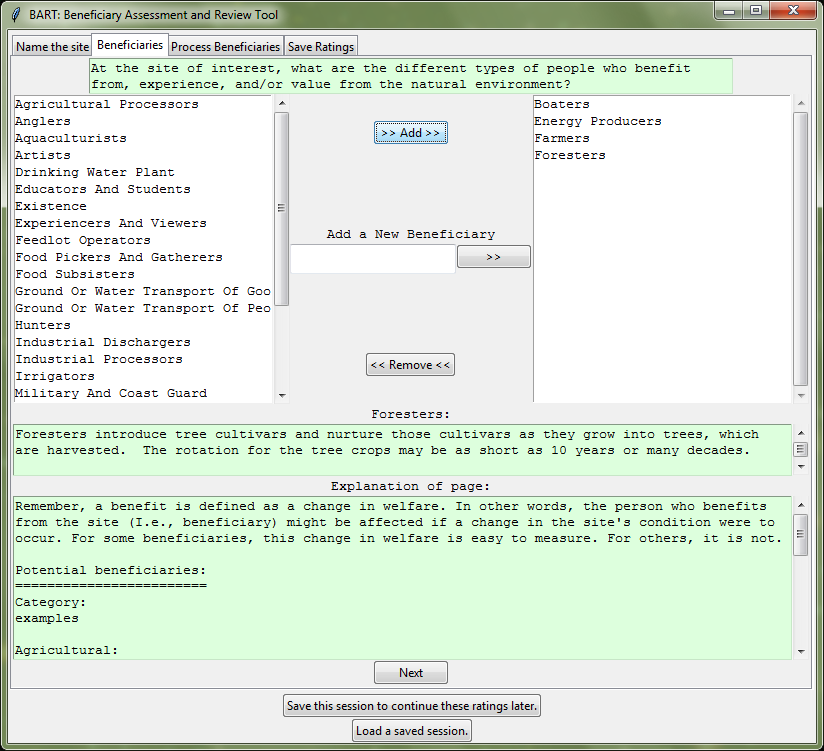 BART: Beneficiary Assessment and Review Tool
Name the site Beneficiaries Process Beneficiaries Save Ratings
At the site of interest, what are the different types of people who benefit
from, experience, and/or value from the natural environment?
Agricultural Processors
Anglers
Aquaculturists
Artists
Drinking Water Plant
Educators And Students
Existence
Experiencers And Viewers
Feedlot Operators
Food Pickers And Gatherers
Food Subsisters
Ground Or Water Transport Of Goo
Ground Or Water Transport Of Peo
Hunters
Industrial Dischargers
Industrial Processors
Irrigators
Military And Coast Guard
>> Add >>
Add a New Beneficiary
>>
<< Remove <<
Boaters
Energy Producers
Farmers
Foresters
Foresters:
Foresters introduce tree cultivars and nurture those cultivars as they grow into trees, which
are harvested.  The rotation for the tree crops may be as short as 10 years or many decades.
Explanation of page:
Remember, a benefit is defined as a change in welfare. In other words, the person who benefits
from the site (I.e., beneficiary) might be affected if a change in the site's condition were to
occur. For some beneficiaries, this change in welfare is easy to measure. For others, it is not.
Potential beneficiaries:
========================
Category:
examples
Agricultural:
Next
Save this session to continue these ratings later.
Load a saved session.